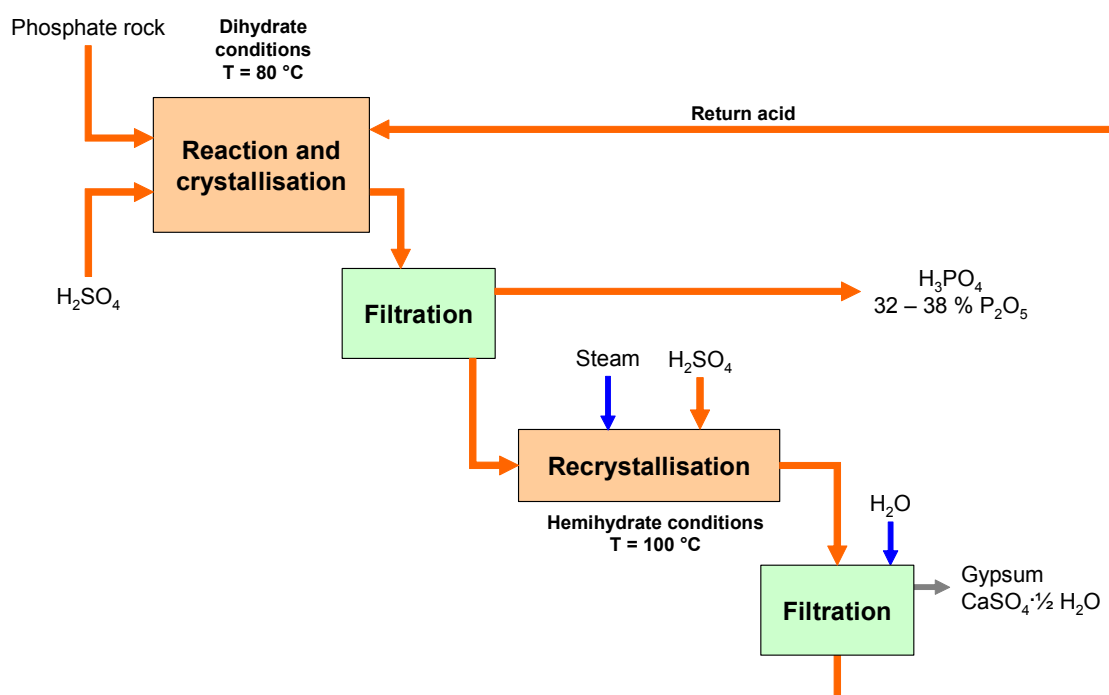 Phosphate rock
Dihydrate
conditions
T = 80 °C
Return acid
Reaction and
crystallisation
H₂SO₄
Filtration
H₃PO₄
32 – 38 % P₂O₅
Steam
H₂SO₄
Recrystallisation
Hemihydrate conditions
T = 100 °C
H₂O
Filtration
Gypsum
CaSO₄·½ H₂O